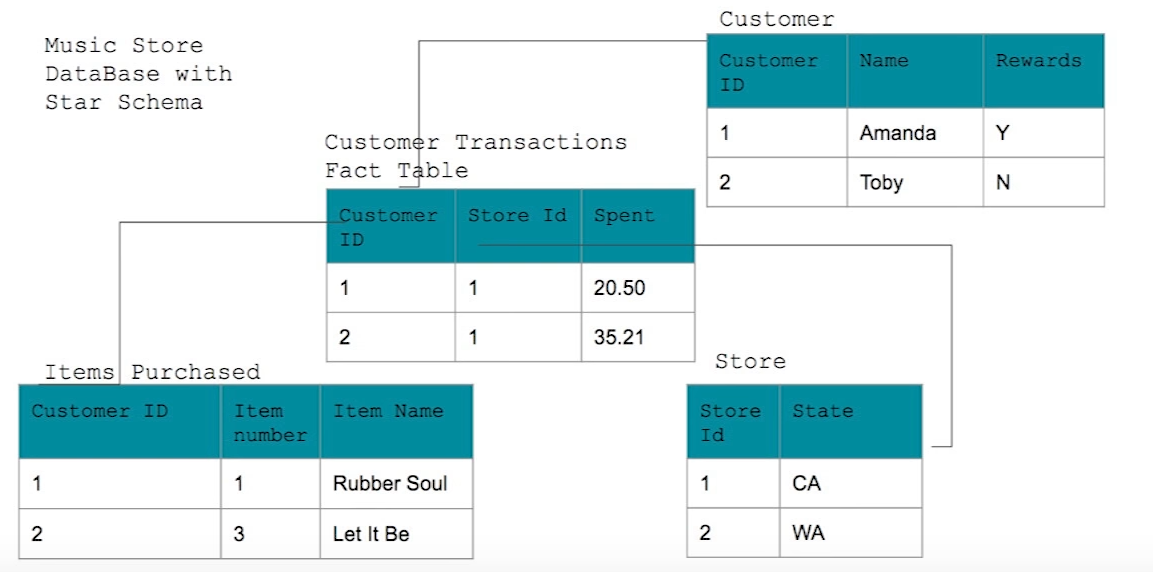 Music Store
DataBase with
Star Schema
Customer
Customer ID Name Rewards
1 Amanda Y
2 Toby N
Customer Transactions
Fact Table
Customer ID Store Id Spent
1 1 20.50
2 1 35.21
Items Purchased
Customer ID Item number Item Name
1 1 Rubber Soul
2 3 Let It Be
Store
Store Id State
1 CA
2 WA